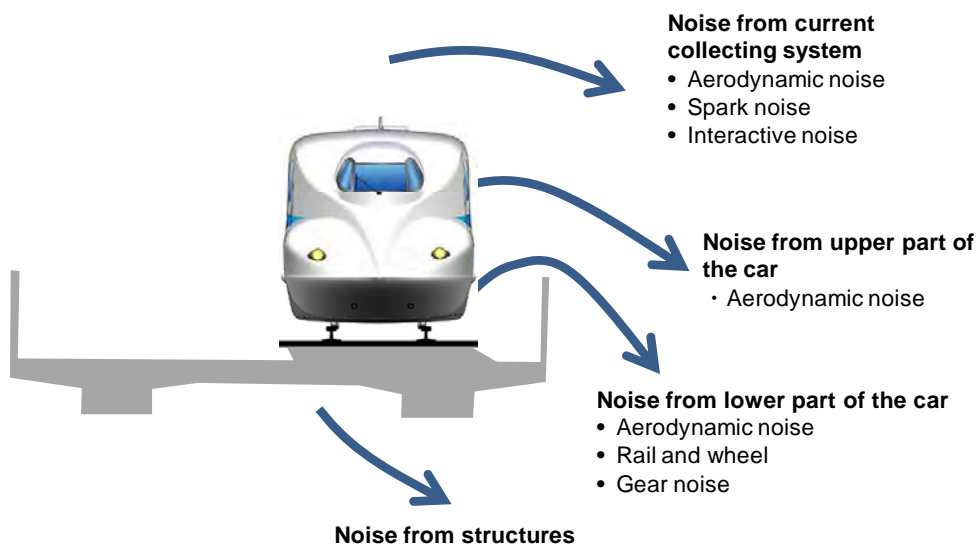 Noise from current
collecting system
• Aerodynamic noise
• Spark noise
• Interactive noise
Noise from upper part of
the car
・ Aerodynamic noise
Noise from lower part of the car
• Aerodynamic noise
• Rail and wheel
• Gear noise
Noise from structures